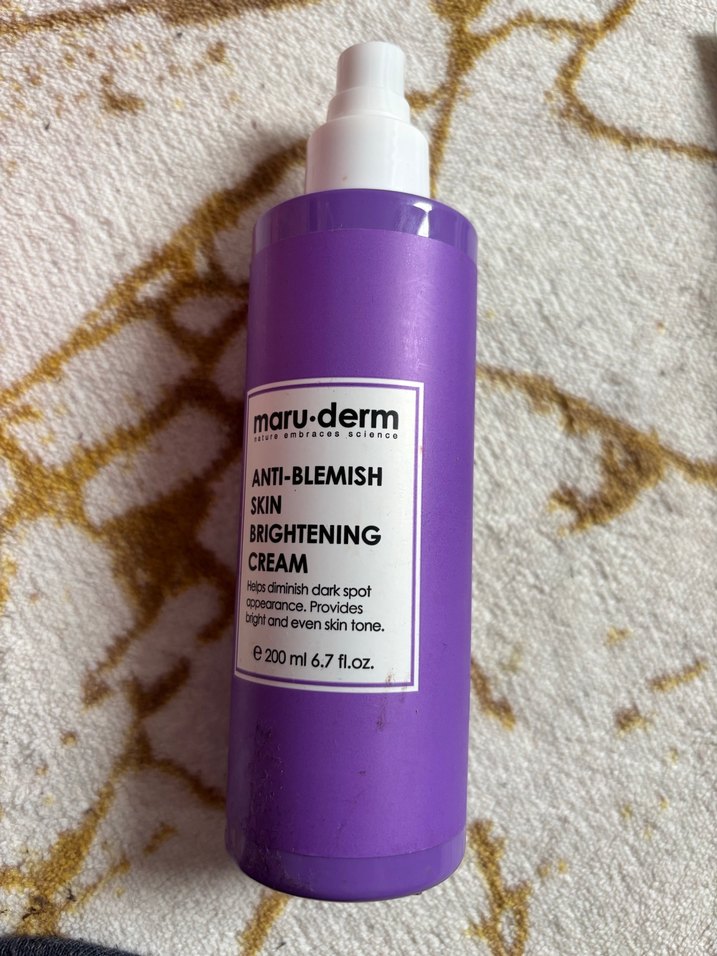 maru·derm
nature embraces science
ANTI-BLEMISH
SKIN
BRIGHTENING
CREAM
Helps diminish dark spot
appearance. Provides
bright and even skin tone.
℮ 200 ml 6.7 fl.oz.